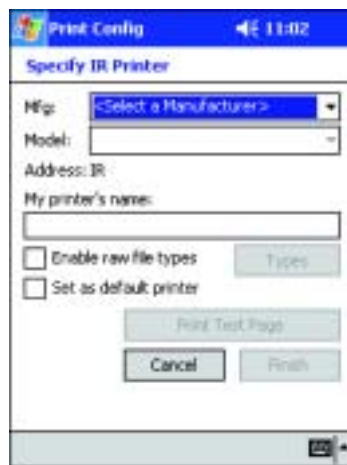 Print Config 11:02
Specify IR Printer
Mfg: <Select a Manufacturer>
Model:
Address: IR
My printer's name:
Enable raw file types Types
Set as default printer
Print Test Page
Cancel Finish